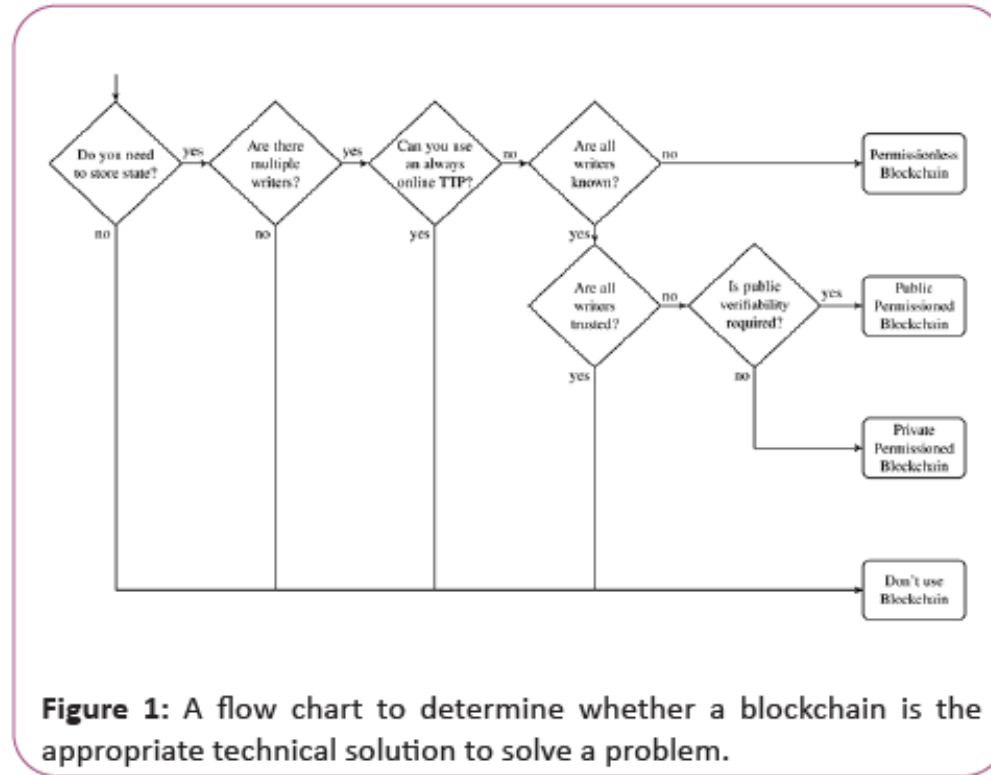 Do you need
to store state?
yes
no
Are there
multiple
writers?
yes
no
Can you use
an always
online TTP?
no
yes
Are all
writers
known?
no
yes
Permissionless
Blockchain
Are all
writers
trusted?
no
yes
Is public
verifiability
required?
yes
no
Public
Permissioned
Blockchain
Private
Permissioned
Blockchain
Don't use
Blockchain
Figure 1: A flow chart to determine whether a blockchain is the
appropriate technical solution to solve a problem.